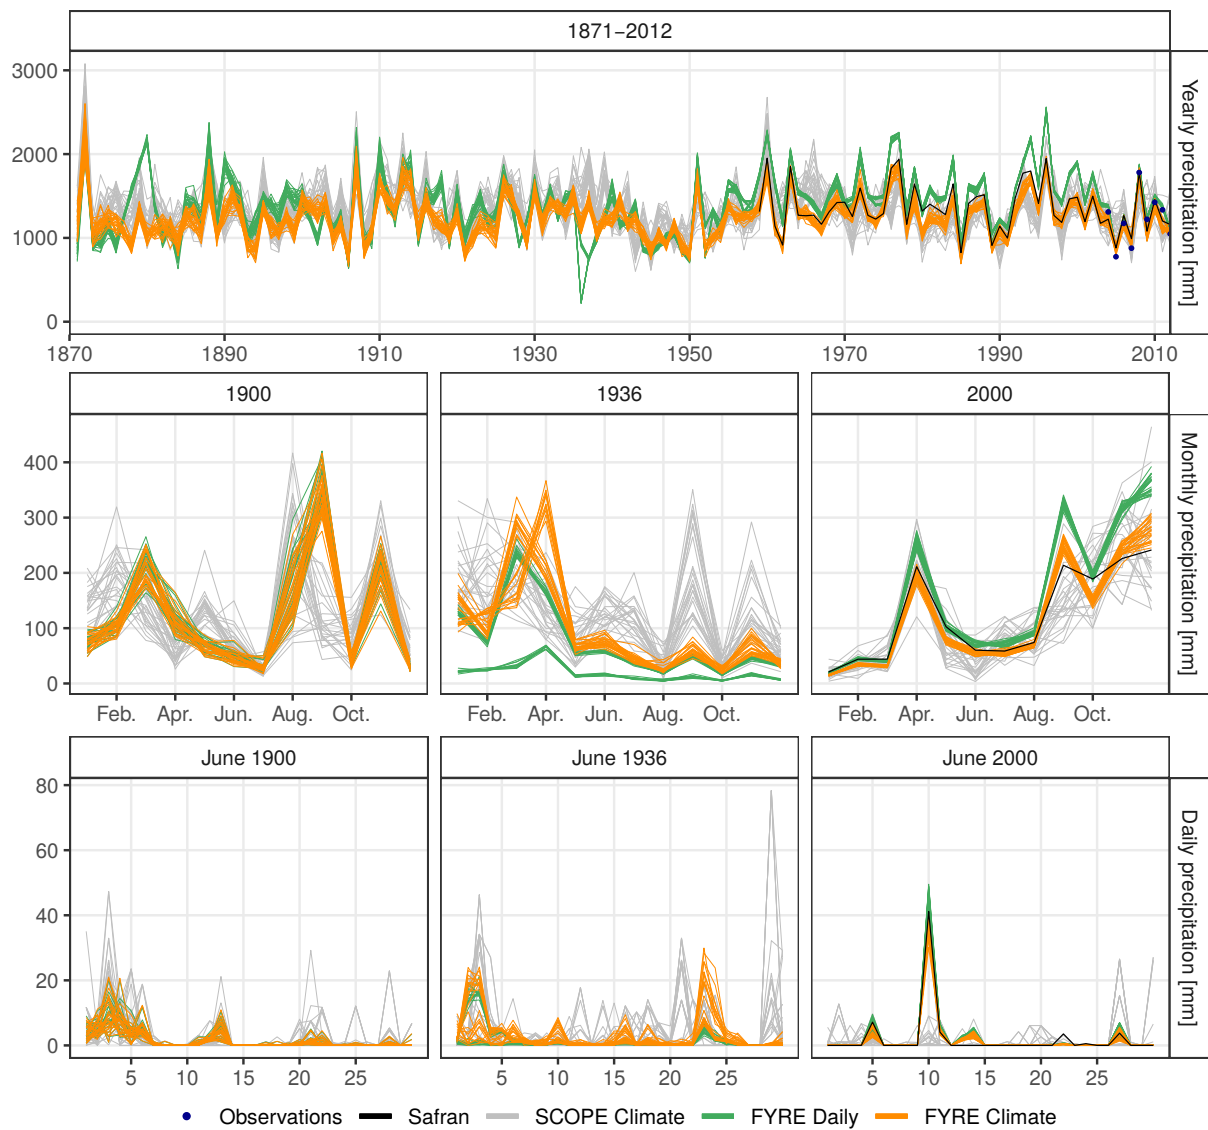 1871−2012
3000
2000
1000
0
Yearly precipitation [mm]
1870 1890 1910 1930 1950 1970 1990 2010
1900 1936 2000
400
300
200
100
0
Monthly precipitation [mm]
Feb. Apr. Jun. Aug. Oct. Feb. Apr. Jun. Aug. Oct. Feb. Apr. Jun. Aug. Oct.
June 1900 June 1936 June 2000
80
60
40
20
0
Daily precipitation [mm]
5 10 15 20 25 5 10 15 20 25 5 10 15 20 25
Observations Safran SCOPE Climate FYRE Daily FYRE Climate